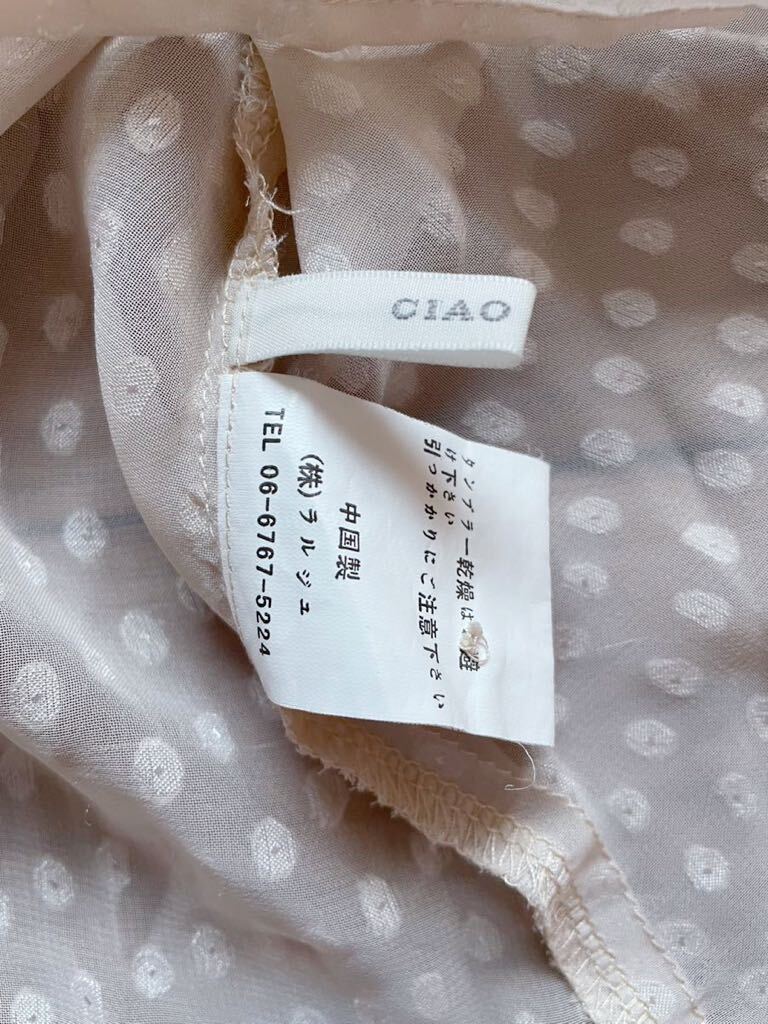 CIAO
タンブラー乾燥は避
け下さい
引っかかりにご注意下さい
中国製
(株)ラルジュ
TEL 06-6767-5224